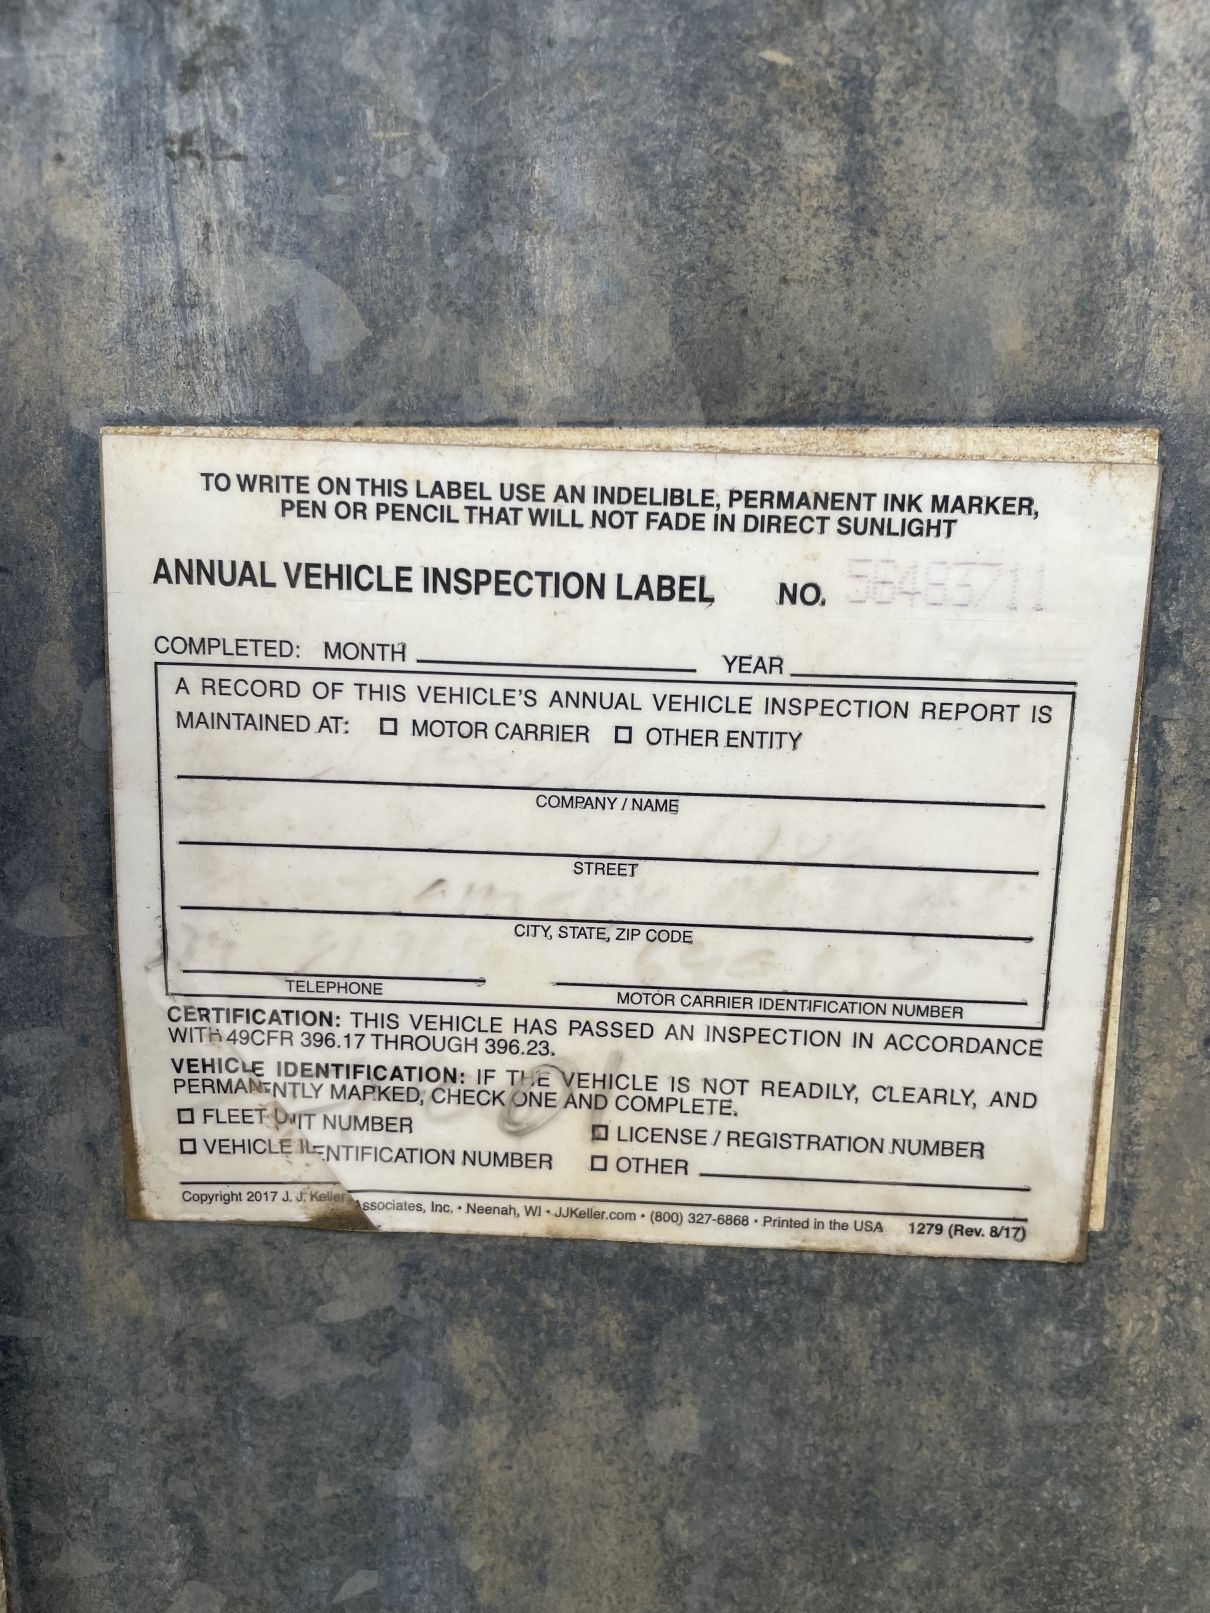 TO WRITE ON THIS LABEL USE AN INDELIBLE, PERMANENT INK MARKER,
PEN OR PENCIL THAT WILL NOT FADE IN DIRECT SUNLIGHT
ANNUAL VEHICLE INSPECTION LABEL NO. 58483711
COMPLETED: MONTH YEAR
A RECORD OF THIS VEHICLE'S ANNUAL VEHICLE INSPECTION REPORT IS
MAINTAINED AT: ☐ MOTOR CARRIER ☐ OTHER ENTITY
COMPANY / NAME
STREET
CITY, STATE, ZIP CODE
TELEPHONE MOTOR CARRIER IDENTIFICATION NUMBER
CERTIFICATION: THIS VEHICLE HAS PASSED AN INSPECTION IN ACCORDANCE
WITH 49CFR 396.17 THROUGH 396.23.
VEHICLE IDENTIFICATION: IF THE VEHICLE IS NOT READILY, CLEARLY, AND
PERMANENTLY MARKED, CHECK ONE AND COMPLETE.
☐ FLEET UNIT NUMBER ☐ LICENSE / REGISTRATION NUMBER
☐ VEHICLE IDENTIFICATION NUMBER ☐ OTHER
Copyright 2017 J. J. Keller Associates, Inc. • Neenah, WI • JJKeller.com • (800) 327-6868 • Printed in the USA 1279 (Rev. 8/17)